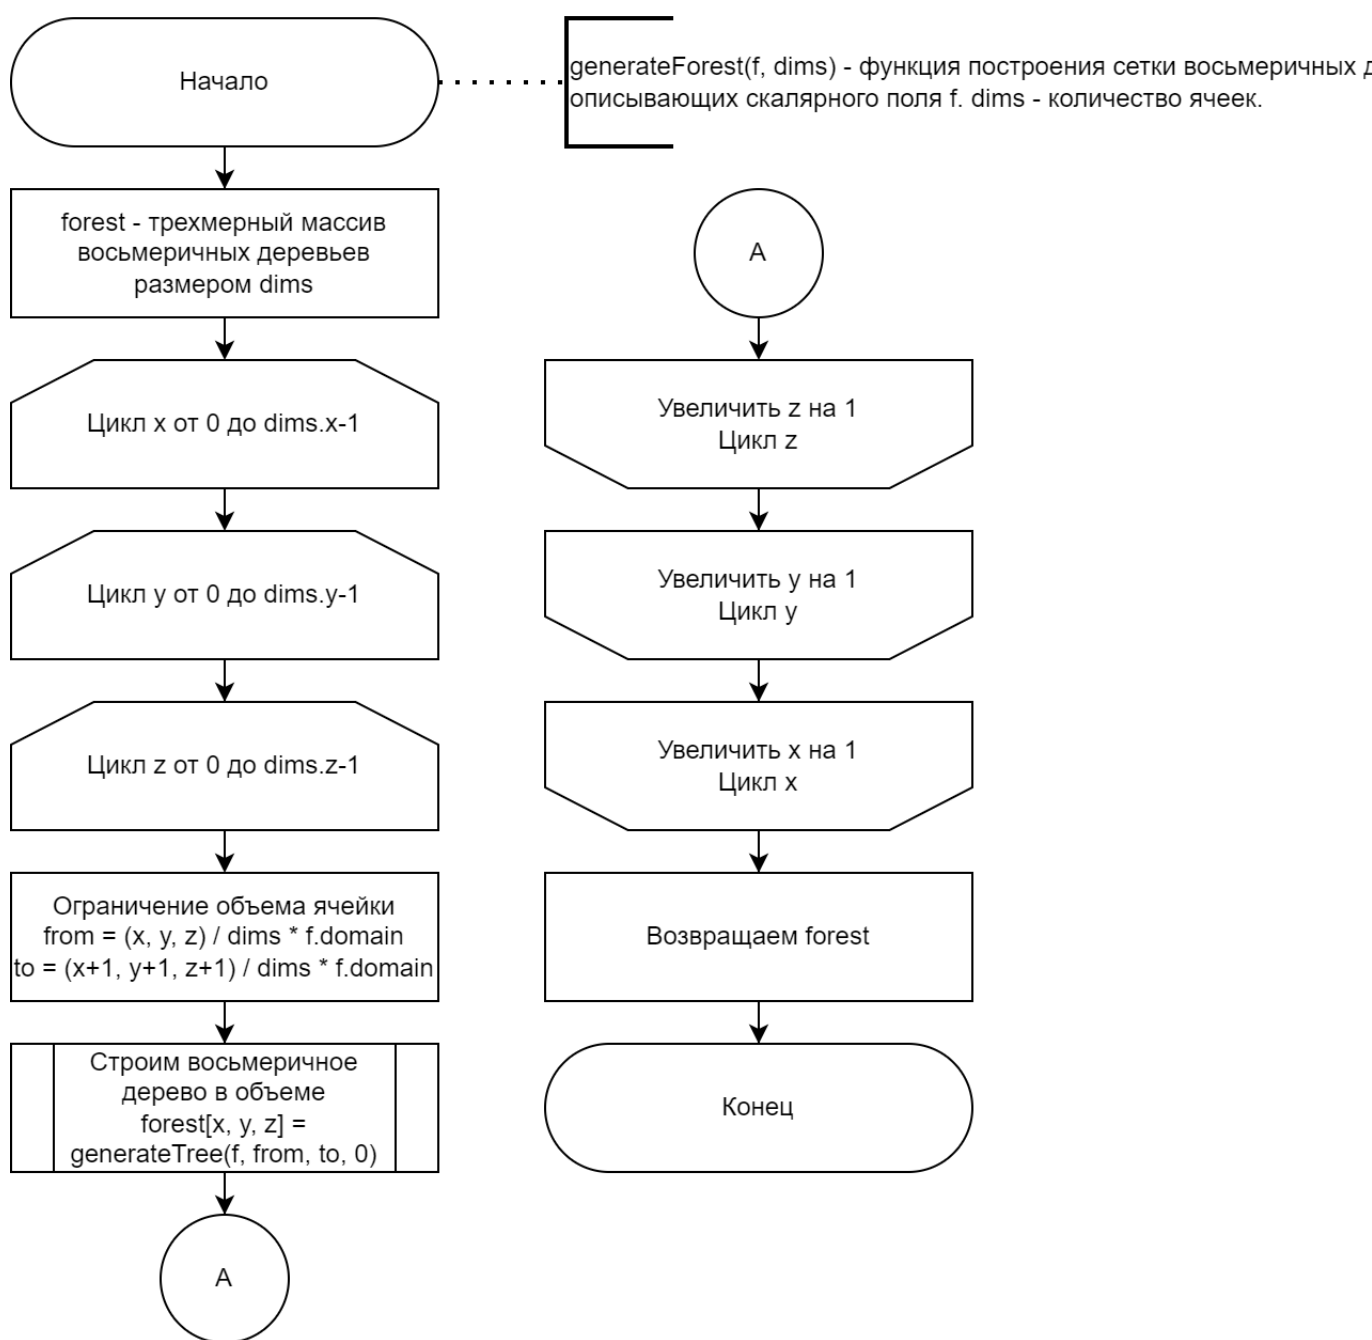 Начало
generateForest(f, dims) - функция построения сетки восьмеричных
описывающих скалярного поля f. dims - количество ячеек.
forest - трехмерный массив
восьмеричных деревьев
размером dims
Цикл x от 0 до dims.x-1
Цикл y от 0 до dims.y-1
Цикл z от 0 до dims.z-1
Ограничение объема ячейки
from = (x, y, z) / dims * f.domain
to = (x+1, y+1, z+1) / dims * f.domain
Строим восьмеричное
дерево в объеме
forest[x, y, z] =
generateTree(f, from, to, 0)
A
A
Увеличить z на 1
Цикл z
Увеличить y на 1
Цикл y
Увеличить x на 1
Цикл x
Возвращаем forest
Конец